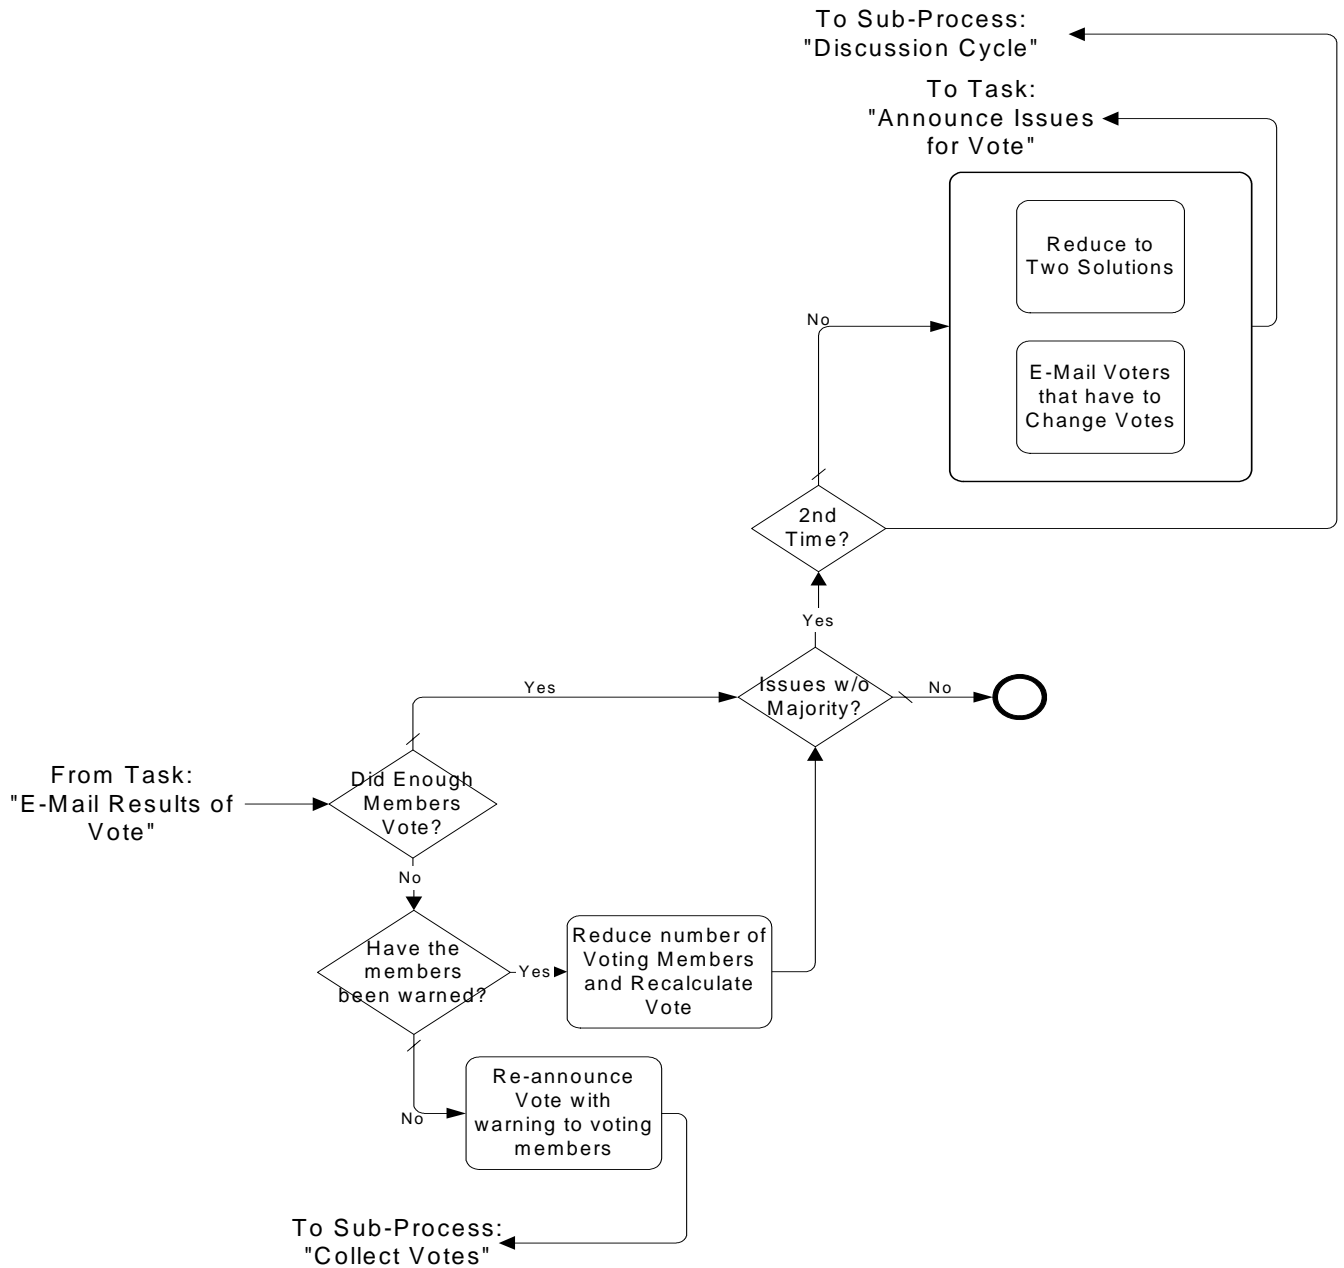 To Sub-Process:
"Discussion Cycle"
To Task:
"Announce Issues
for Vote"
Reduce to
Two Solutions
No
E-Mail Voters
that have to
Change Votes
2nd
Time?
Yes
Issues w/o
Majority?
Yes
No
From Task:
"E-Mail Results of
Vote"
Did Enough
Members
Vote?
No
Have the
members
been warned?
Yes
Reduce number of
Voting Members
and Recalculate
Vote
No
Re-announce
Vote with
warning to voting
members
To Sub-Process:
"Collect Votes"